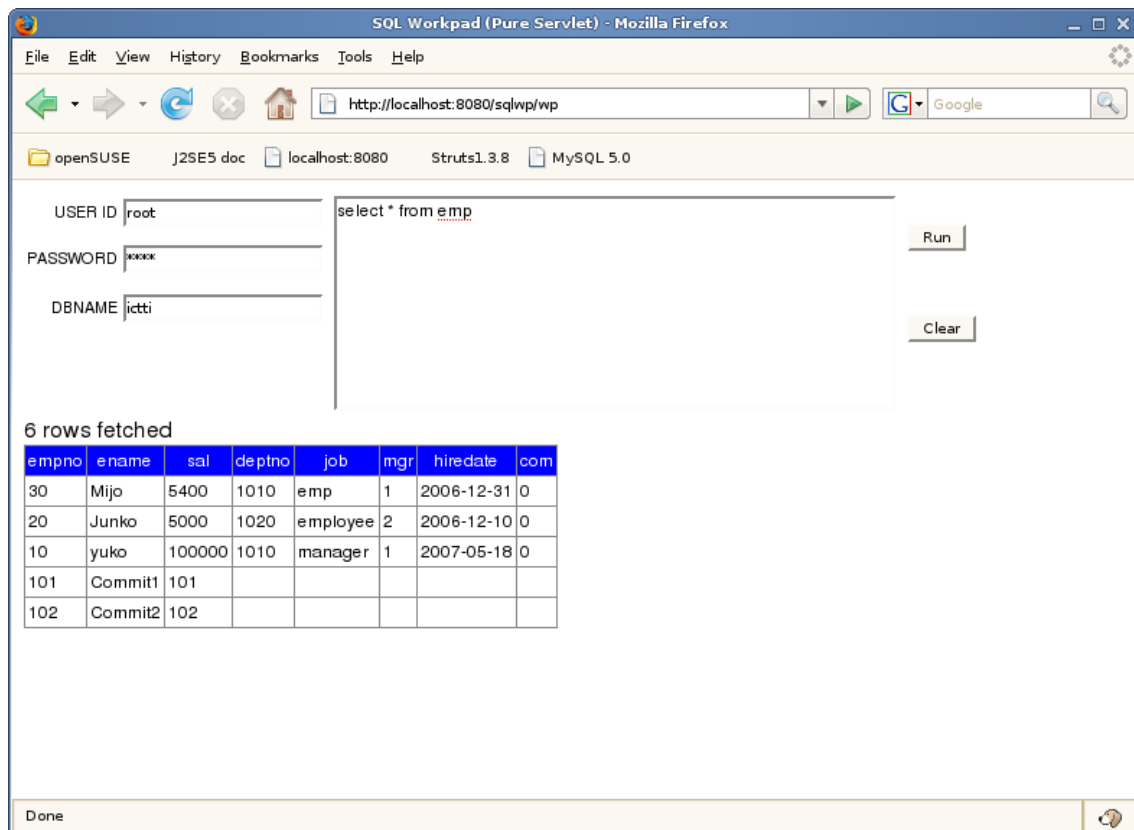 SQL Workpad (Pure Servlet) - Mozilla Firefox
File Edit View History Bookmarks Tools Help
http://localhost:8080/sqlwp/wp
G Google
openSUSE J2SE5 doc localhost:8080 Struts1.3.8 MySQL 5.0
USER ID root
select * from emp
Run
PASSWORD ****
DBNAME ictti
Clear
6 rows fetched
empno ename sal deptno job mgr hiredate com
30 Mijo 5400 1010 emp 1 2006-12-31 0
20 Junko 5000 1020 employee 2 2006-12-10 0
10 yuko 100000 1010 manager 1 2007-05-18 0
101 Commit1 101
102 Commit2 102
Done